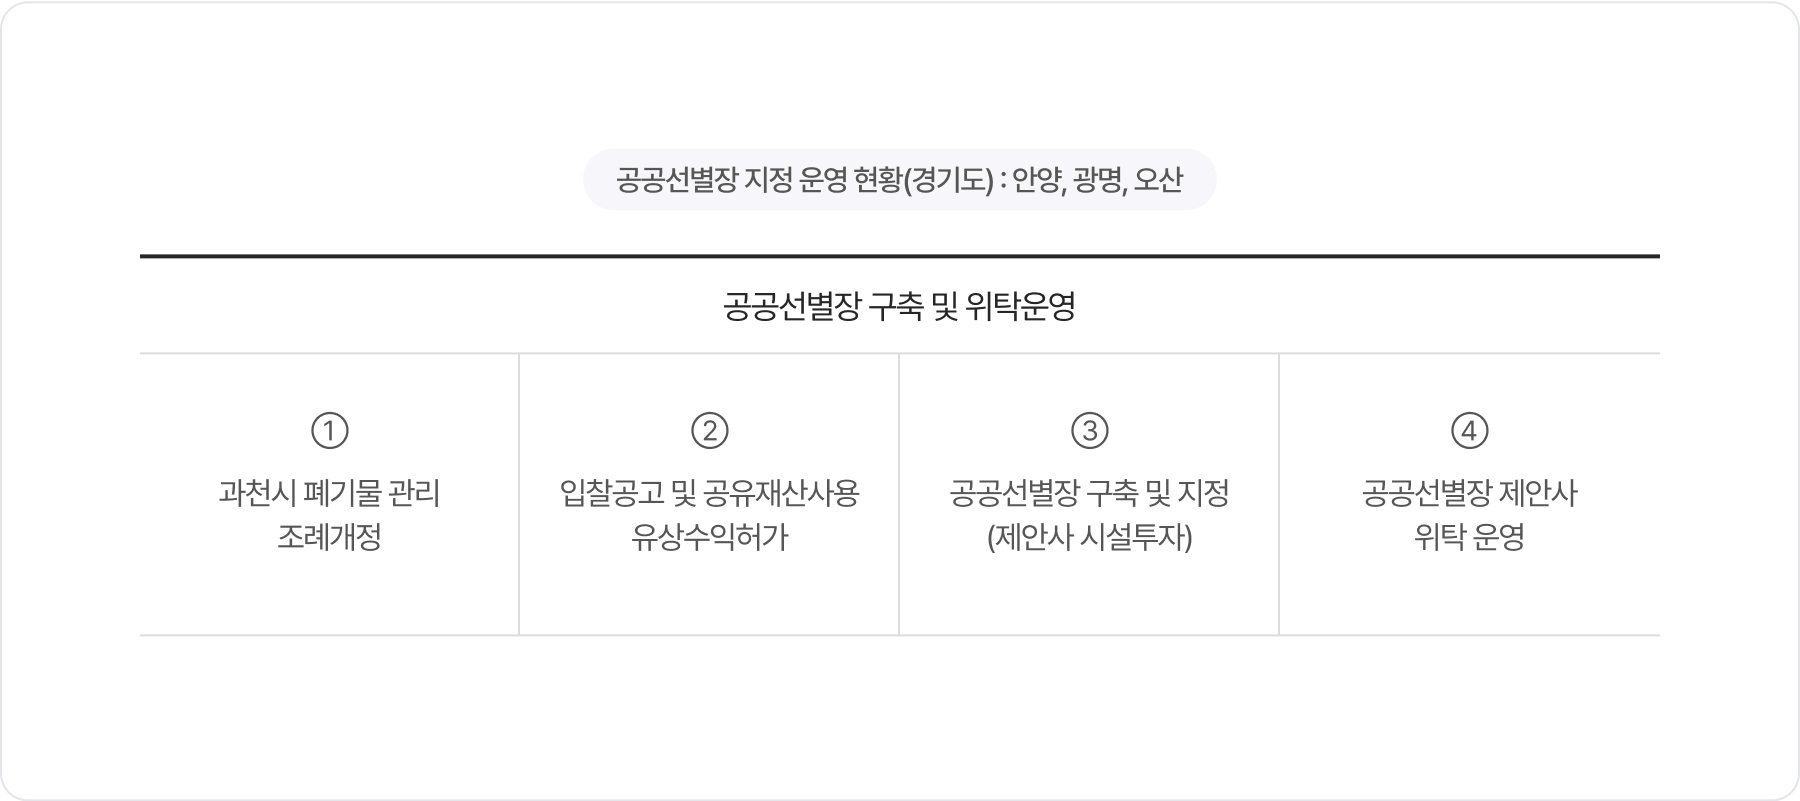 공공선별장 지정 운영 현황(경기도) : 안양, 광명, 오산
공공선별장 구축 및 위탁운영
①
과천시 폐기물 관리
조례개정
②
입찰공고 및 공유재산사용
유상수익허가
③
공공선별장 구축 및 지정
(제안사 시설투자)
④
공공선별장 제안사
위탁 운영